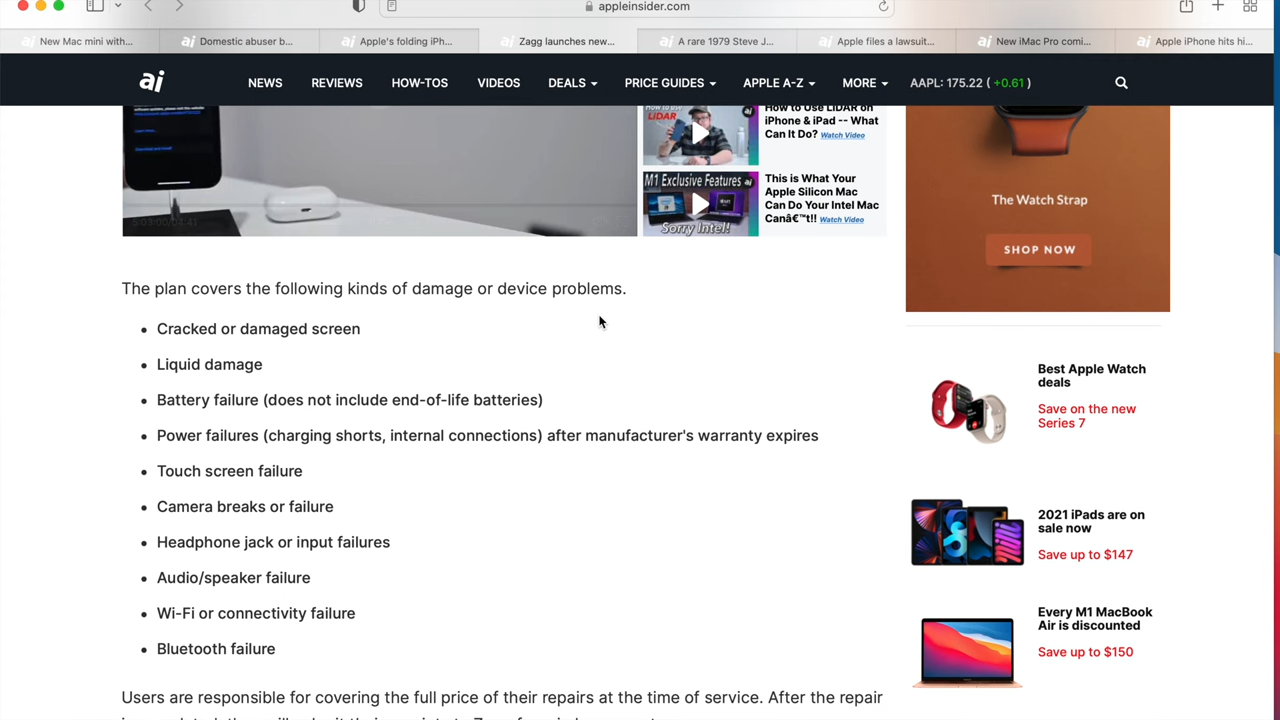 appleinsider.com
New Mac mini with...
Domestic abuser b...
Apple's folding iPh...
Zagg launches new...
A rare 1979 Steve J...
Apple files a lawsuit...
New iMac Pro comi...
Apple iPhone hits hi...
ai NEWS REVIEWS HOW-TOS VIDEOS DEALS PRICE GUIDES APPLE A-Z MORE AAPL: 175.22 ( +0.61 )
How to Use LiDAR on
iPhone & iPad -- What
Can It Do? Watch Video
M1 Exclusive Features ai
Sorry Intel!
This is What Your
Apple Silicon Mac
Can Do Your Intel Mac
Canâ€™t!! Watch Video
The Watch Strap
SHOP NOW
The plan covers the following kinds of damage or device problems.
• Cracked or damaged screen
• Liquid damage
• Battery failure (does not include end-of-life batteries)
• Power failures (charging shorts, internal connections) after manufacturer's warranty expires
• Touch screen failure
• Camera breaks or failure
• Headphone jack or input failures
• Audio/speaker failure
• Wi-Fi or connectivity failure
• Bluetooth failure
Users are responsible for covering the full price of their repairs at the time of service. After the repair
Best Apple Watch
deals
Save on the new
Series 7
2021 iPads are on
sale now
Save up to $147
Every M1 MacBook
Air is discounted
Save up to $150